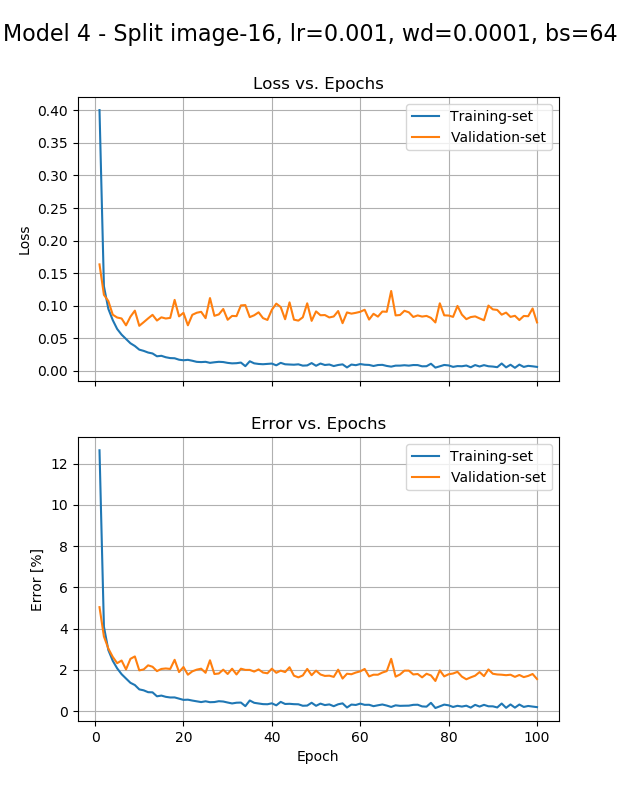 Model 4 - Split image-16, lr=0.001, wd=0.0001, bs=64
Loss vs. Epochs
Training-set
Validation-set
0.40
0.35
0.30
0.25
0.20
0.15
0.10
0.05
0.00
Loss
Error vs. Epochs
Training-set
Validation-set
12
10
8
6
4
2
0
Error [%]
0 20 40 60 80 100
Epoch